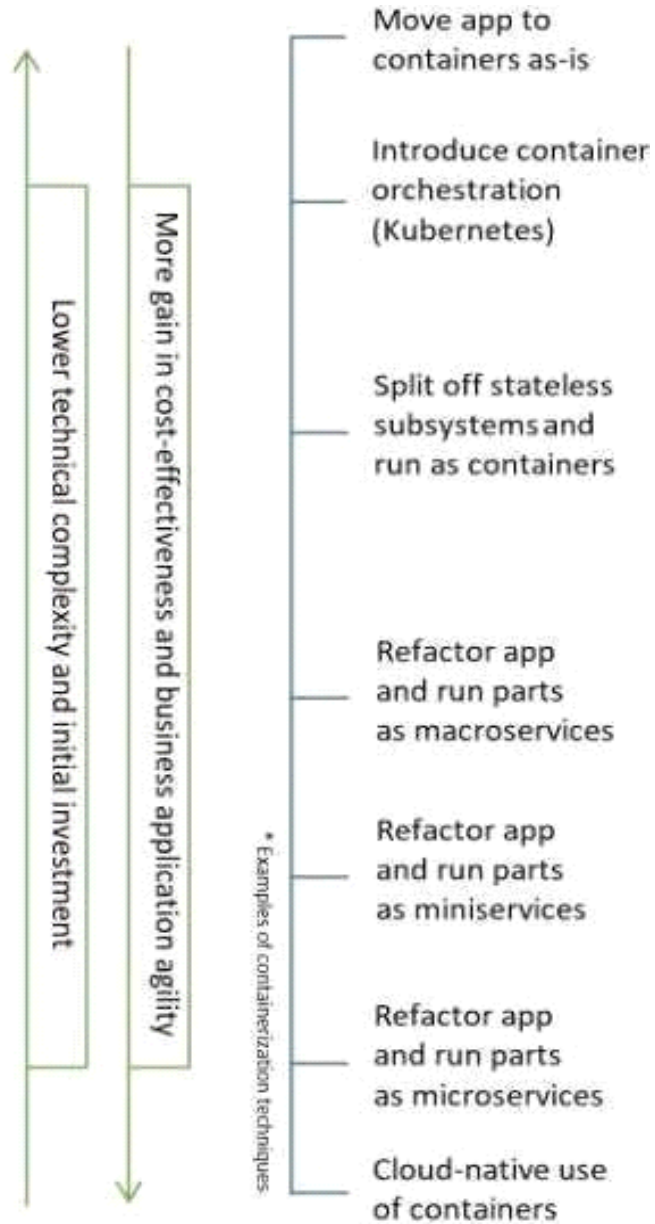 Lower technical complexity and initial investment
More gain in cost-effectiveness and business application agility
* Examples of containerization techniques
Move app to
containers as-is
Introduce container
orchestration
(Kubernetes)
Split off stateless
subsystems and
run as containers
Refactor app
and run parts
as macroservices
Refactor app
and run parts
as miniservices
Refactor app
and run parts
as microservices
Cloud-native use
of containers